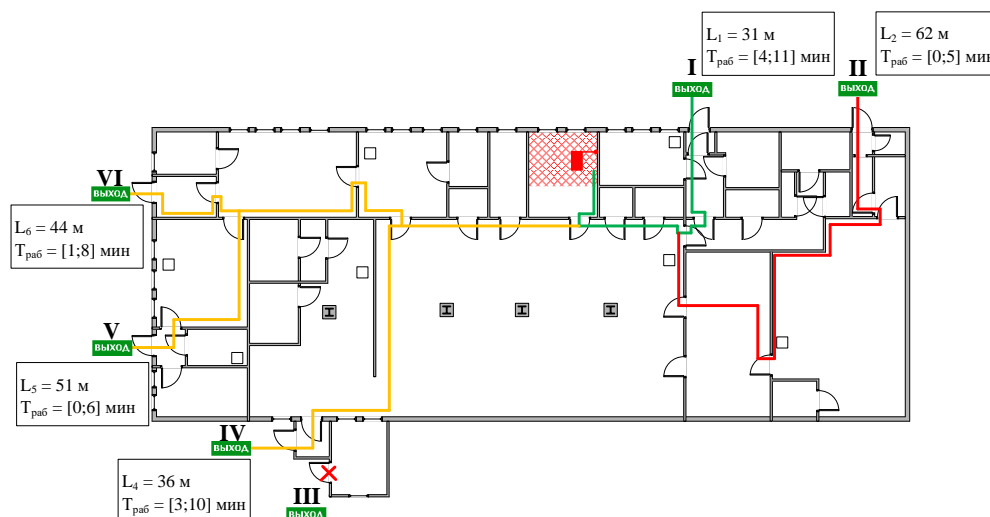 L₁ = 31 м
Tраб = [4;11] мин
L₂ = 62 м
Tраб = [0;5] мин
I
ВЫХОД
II
ВЫХОД
VI
ВЫХОД
L₆ = 44 м
Tраб = [1;8] мин
V
ВЫХОД
L₅ = 51 м
Tраб = [0;6] мин
IV
ВЫХОД
L₄ = 36 м
Tраб = [3;10] мин
III
ВЫХОД